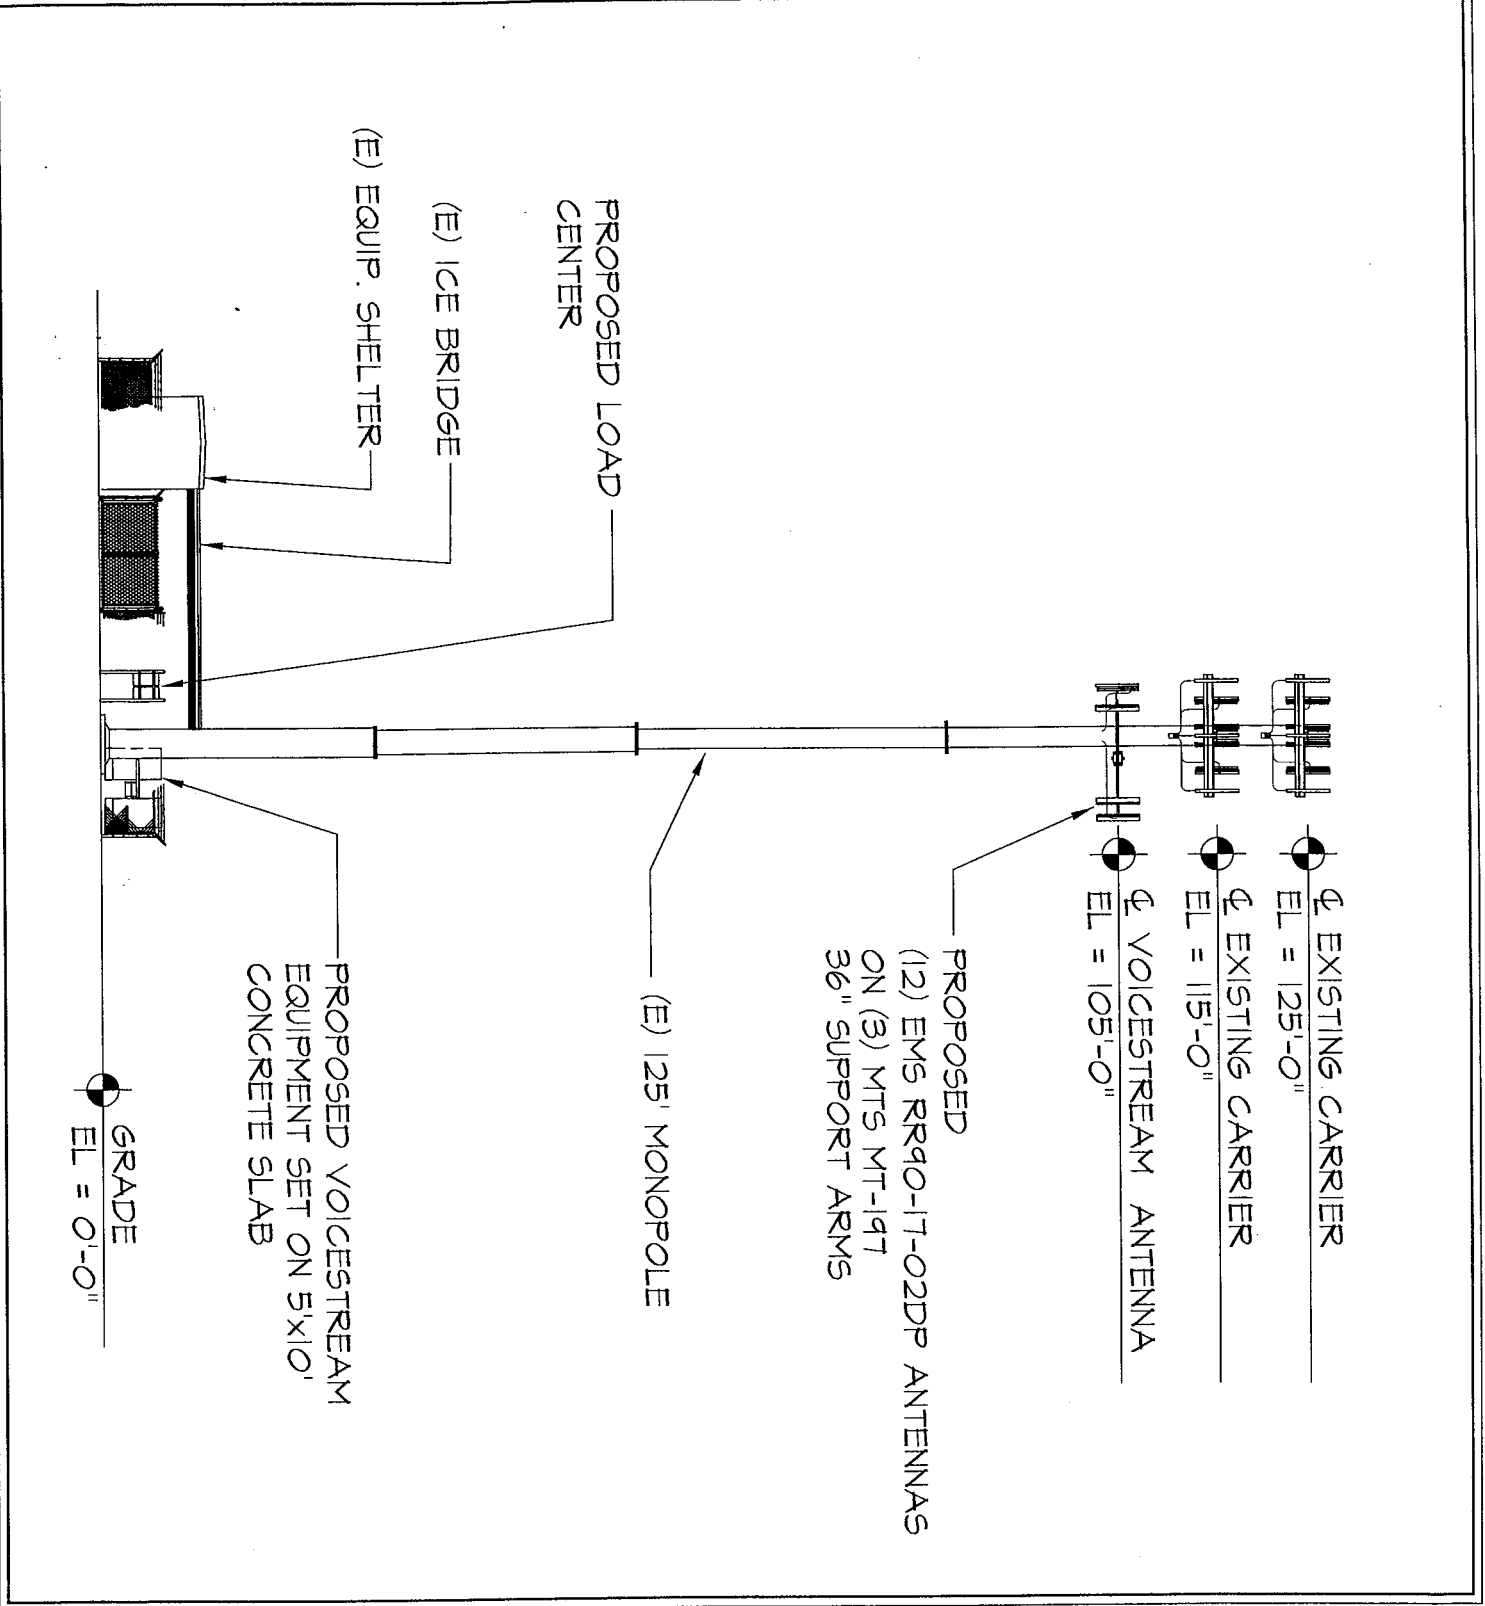 ℄ EXISTING CARRIER
EL = 125'-0"
℄ EXISTING CARRIER
EL = 115'-0"
℄ VOICESTREAM ANTENNA
EL = 105'-0"
PROPOSED
(12) EMS RR90-17-02DP ANTENNAS
ON (3) MTS MT-197
36" SUPPORT ARMS
(E) 125' MONOPOLE
PROPOSED LOAD
CENTER
(E) ICE BRIDGE
(E) EQUIP. SHELTER
PROPOSED VOICESTREAM
EQUIPMENT SET ON 5'x10'
CONCRETE SLAB
GRADE
EL = 0'-0"